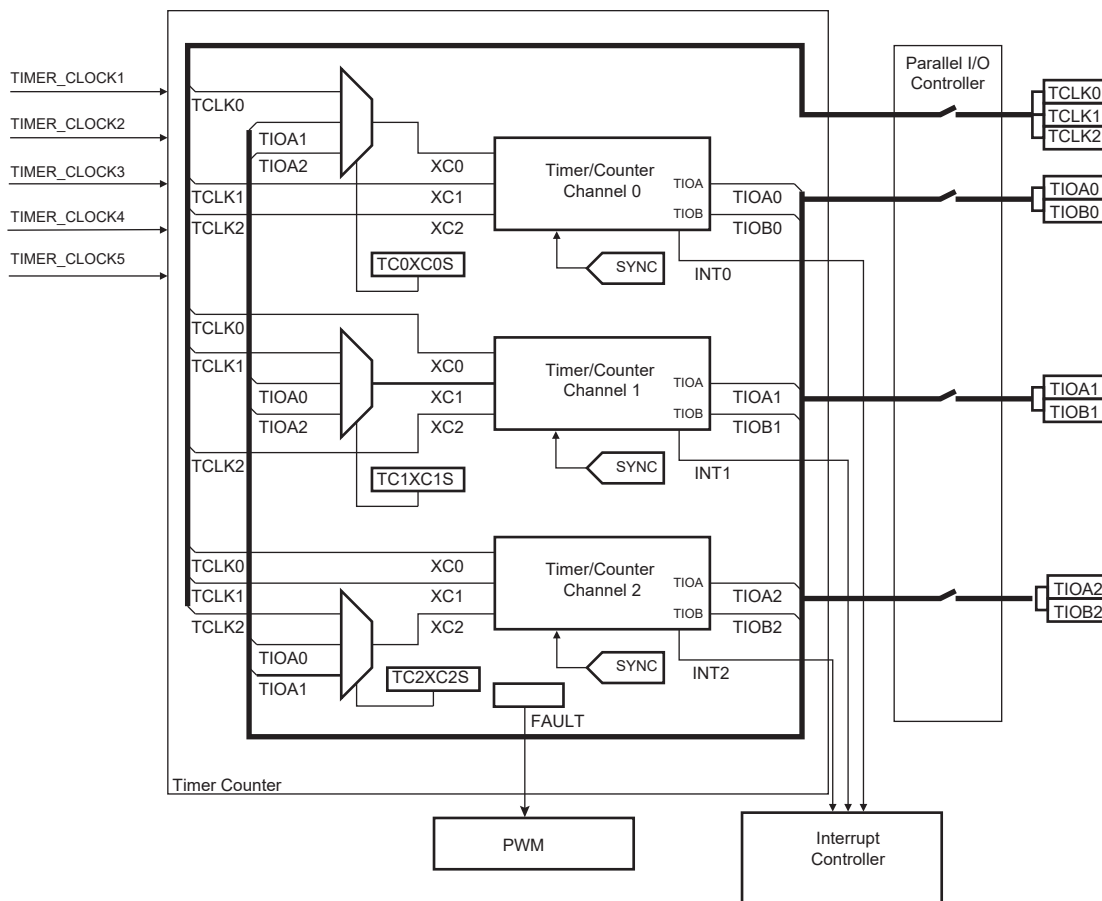 TIMER_CLOCK1
TIMER_CLOCK2
TIMER_CLOCK3
TIMER_CLOCK4
TIMER_CLOCK5
TCLK0
TIOA1
TIOA2
TCLK1
TCLK2
XC0
XC1
XC2
TC0XC0S
Timer/Counter
Channel 0
TIOA
TIOB
TIOA0
TIOB0
SYNC
INT0
TCLK0
TCLK1
TIOA0
TIOA2
TCLK2
XC0
XC1
XC2
TC1XC1S
Timer/Counter
Channel 1
TIOA
TIOB
TIOA1
TIOB1
SYNC
INT1
TCLK0
TCLK1
TCLK2
TIOA0
TIOA1
XC0
XC1
XC2
TC2XC2S
Timer/Counter
Channel 2
TIOA
TIOB
TIOA2
TIOB2
SYNC
INT2
FAULT
Timer Counter
PWM
Interrupt
Controller
Parallel I/O
Controller
TCLK0
TCLK1
TCLK2
TIOA0
TIOB0
TIOA1
TIOB1
TIOA2
TIOB2